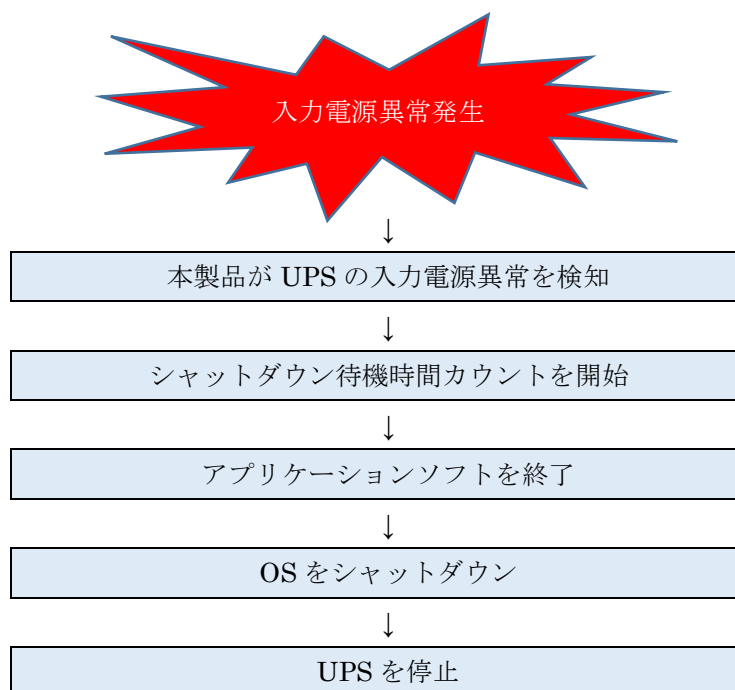 入力電源異常発生
↓
本製品が UPS の入力電源異常を検知
↓
シャットダウン待機時間カウントを開始
↓
アプリケーションソフトを終了
↓
OS をシャットダウン
↓
UPS を停止